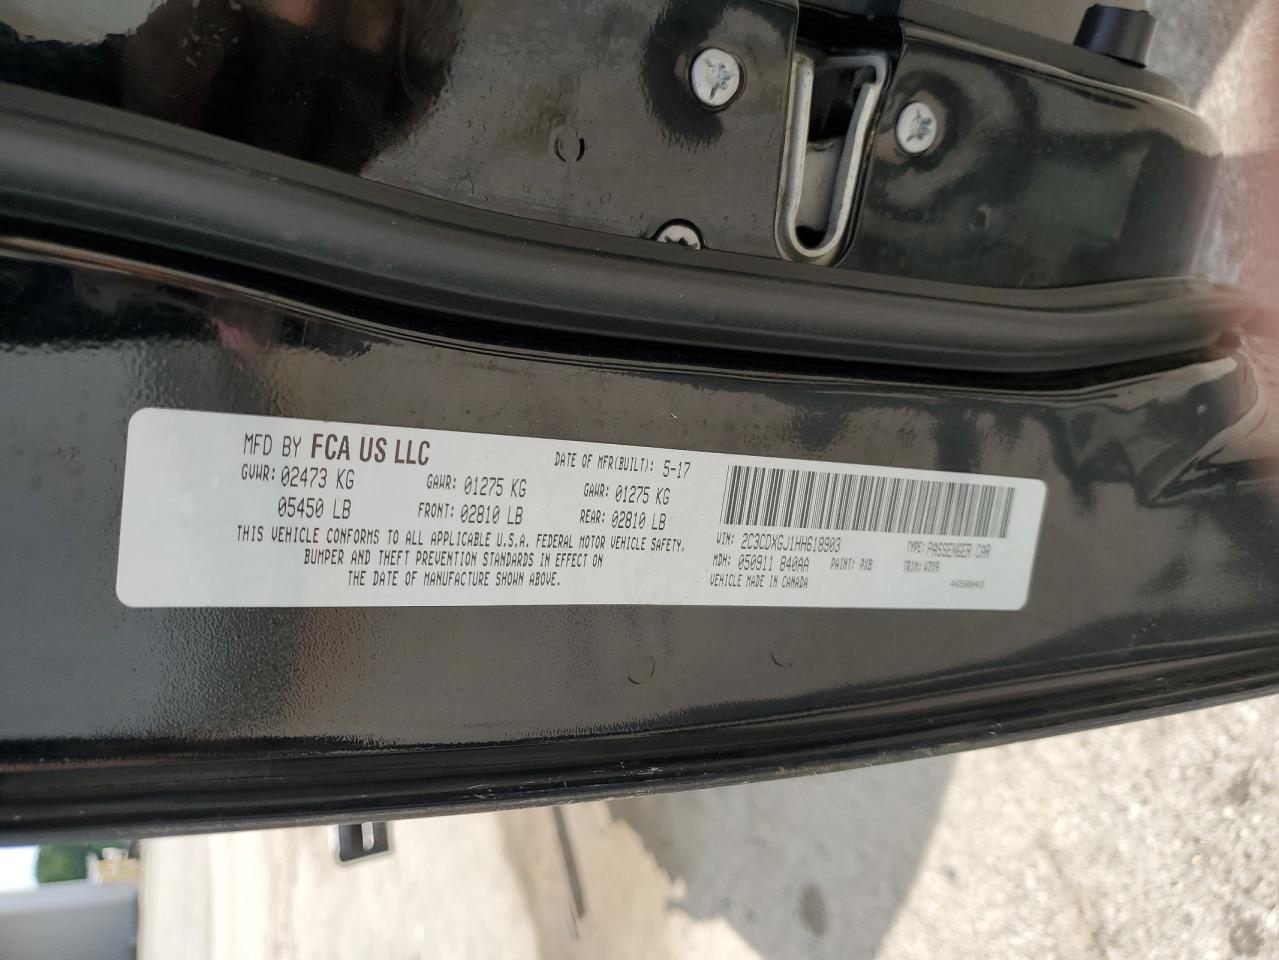 MFD BY FCA US LLC
DATE OF MFR(BUILT): 5-17
GVWR: 02473 KG
05450 LB
GAWR: 01275 KG
FRONT: 02810 LB
GAWR: 01275 KG
REAR: 02810 LB
THIS VEHICLE CONFORMS TO ALL APPLICABLE U.S.A. FEDERAL MOTOR VEHICLE SAFETY,
BUMPER AND THEFT PREVENTION STANDARDS IN EFFECT ON
THE DATE OF MANUFACTURE SHOWN ABOVE.
VIN: 2C3CDXGJ1HH618903
TYPE: PASSENGER CAR
MDH: 050911 840AA
PAINT: PX8
TRIM: W7X9
VEHICLE MADE IN CANADA